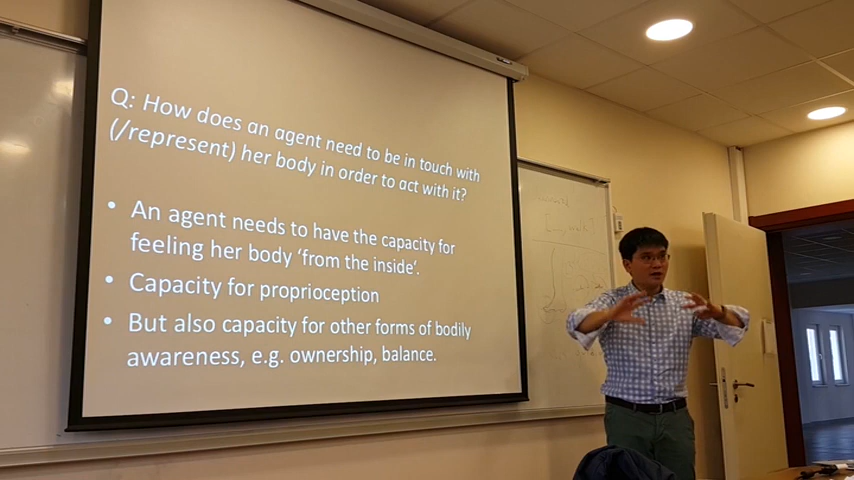 Q: How does an agent need to be in touch with
(/represent) her body in order to act with it?
• An agent needs to have the capacity for
feeling her body ‘from the inside‘.
• Capacity for proprioception
• But also capacity for other forms of bodily
awareness, e.g. ownership, balance.